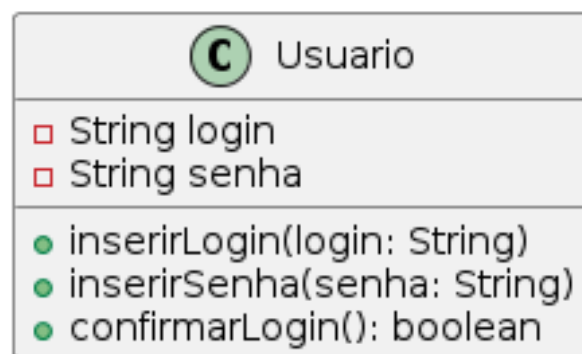 C Usuario
String login
String senha
inserirLogin(login: String)
inserirSenha(senha: String)
confirmarLogin(): boolean